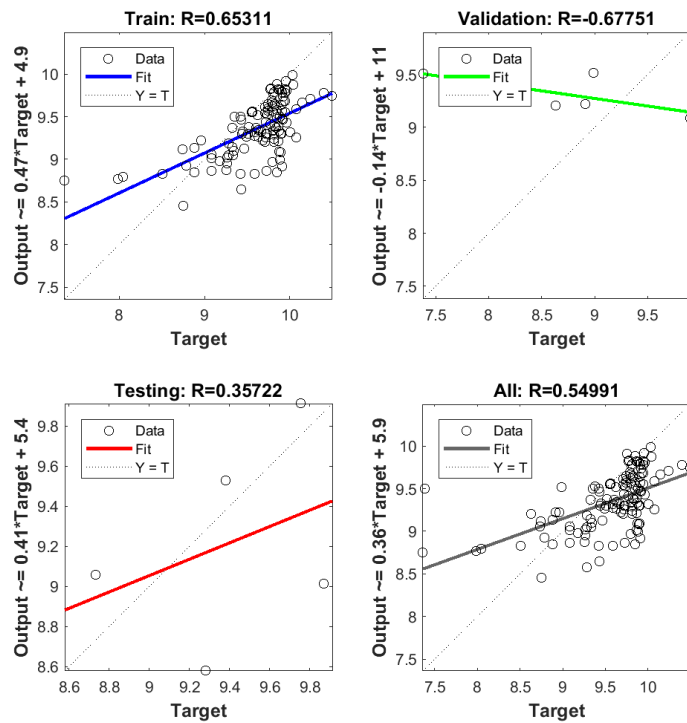 Train: R=0.65311
Output ~= 0.47*Target + 4.9
10
9.5
9
8.5
8
7.5
Data
Fit
Y = T
8
9
10
Target
Validation: R=-0.67751
Output ~= -0.14*Target + 11
9.5
9
8.5
8
7.5
Data
Fit
Y = T
7.5
8
8.5
9
9.5
Target
Testing: R=0.35722
Output ~= 0.41*Target + 5.4
9.8
9.6
9.4
9.2
9
8.8
8.6
Data
Fit
Y = T
8.6
8.8
9
9.2
9.4
9.6
9.8
Target
All: R=0.54991
Output ~= 0.36*Target + 5.9
10
9.5
9
8.5
8
7.5
Data
Fit
Y = T
7.5
8
8.5
9
9.5
10
Target